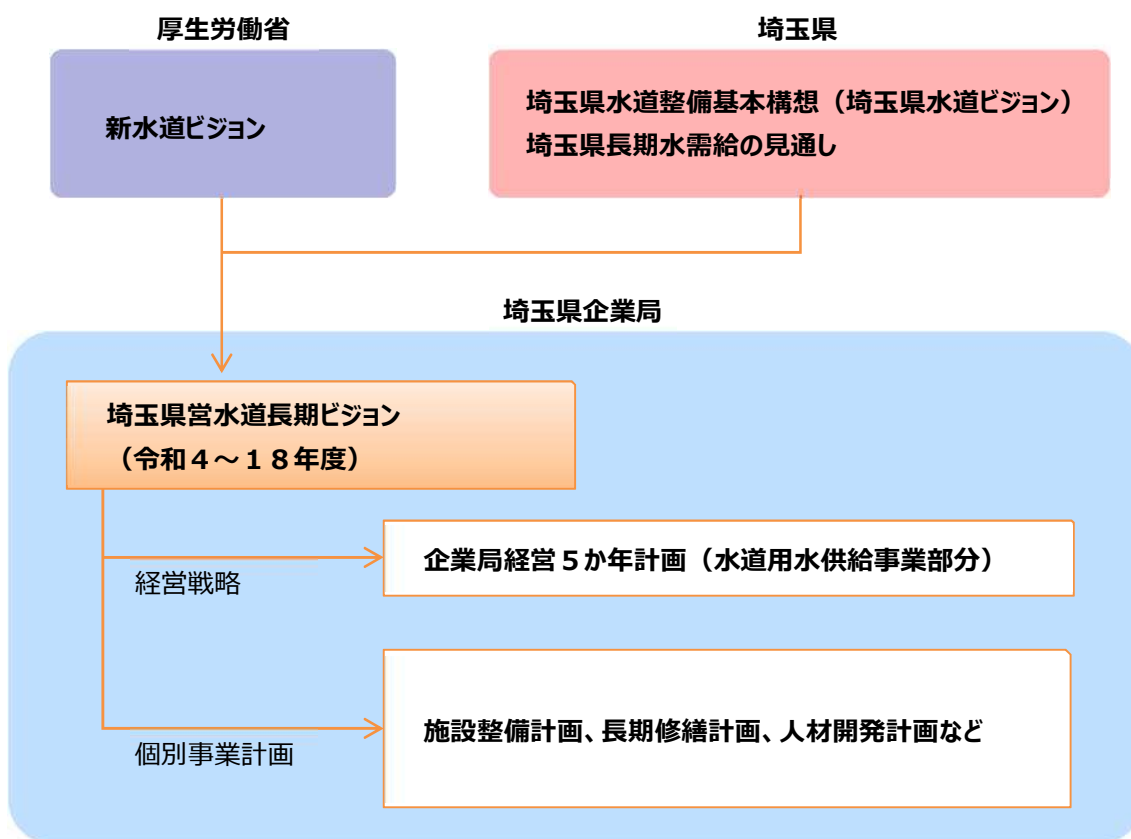 厚生労働省
埼玉県
新水道ビジョン
埼玉県水道整備基本構想（埼玉県水道ビジョン）
埼玉県長期水需給の見通し
埼玉県企業局
埼玉県営水道長期ビジョン
（令和４～１８年度）
経営戦略
企業局経営５か年計画（水道用水供給事業部分）
個別事業計画
施設整備計画、長期修繕計画、人材開発計画など